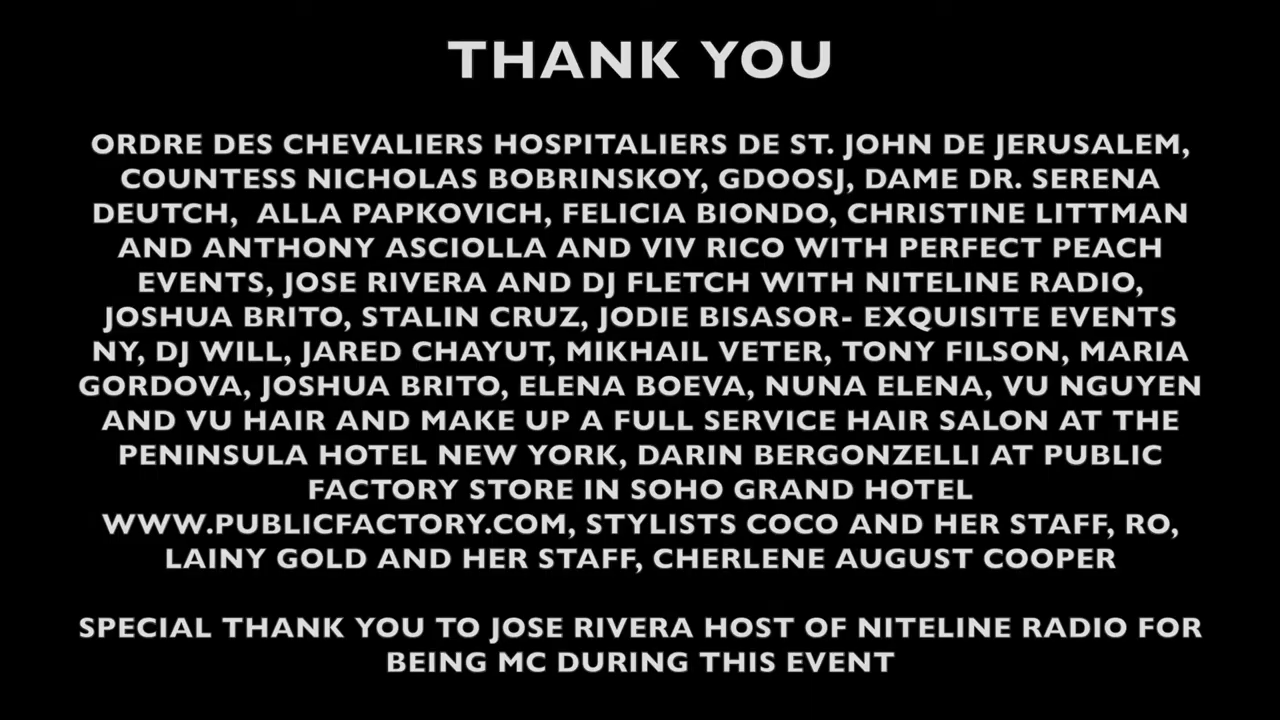 THANK YOU
ORDRE DES CHEVALIERS HOSPITALIERS DE ST. JOHN DE JERUSALEM,
COUNTESS NICHOLAS BOBRINSKOY, GDOOSJ, DAME DR. SERENA
DEUTCH, ALLA PAPKOVICH, FELICIA BIONDO, CHRISTINE LITTMAN
AND ANTHONY ASCIOLLA AND VIV RICO WITH PERFECT PEACH
EVENTS, JOSE RIVERA AND DJ FLETCH WITH NITELINE RADIO,
JOSHUA BRITO, STALIN CRUZ, JODIE BISASOR- EXQUISITE EVENTS
NY, DJ WILL, JARED CHAYUT, MIKHAIL VETER, TONY FILSON, MARIA
GORDOVA, JOSHUA BRITO, ELENA BOEVA, NUNA ELENA, VU NGUYEN
AND VU HAIR AND MAKE UP A FULL SERVICE HAIR SALON AT THE
PENINSULA HOTEL NEW YORK, DARIN BERGONZELLI AT PUBLIC
FACTORY STORE IN SOHO GRAND HOTEL
WWW.PUBLICFACTORY.COM, STYLISTS COCO AND HER STAFF, RO,
LAINY GOLD AND HER STAFF, CHERLENE AUGUST COOPER
SPECIAL THANK YOU TO JOSE RIVERA HOST OF NITELINE RADIO FOR
BEING MC DURING THIS EVENT